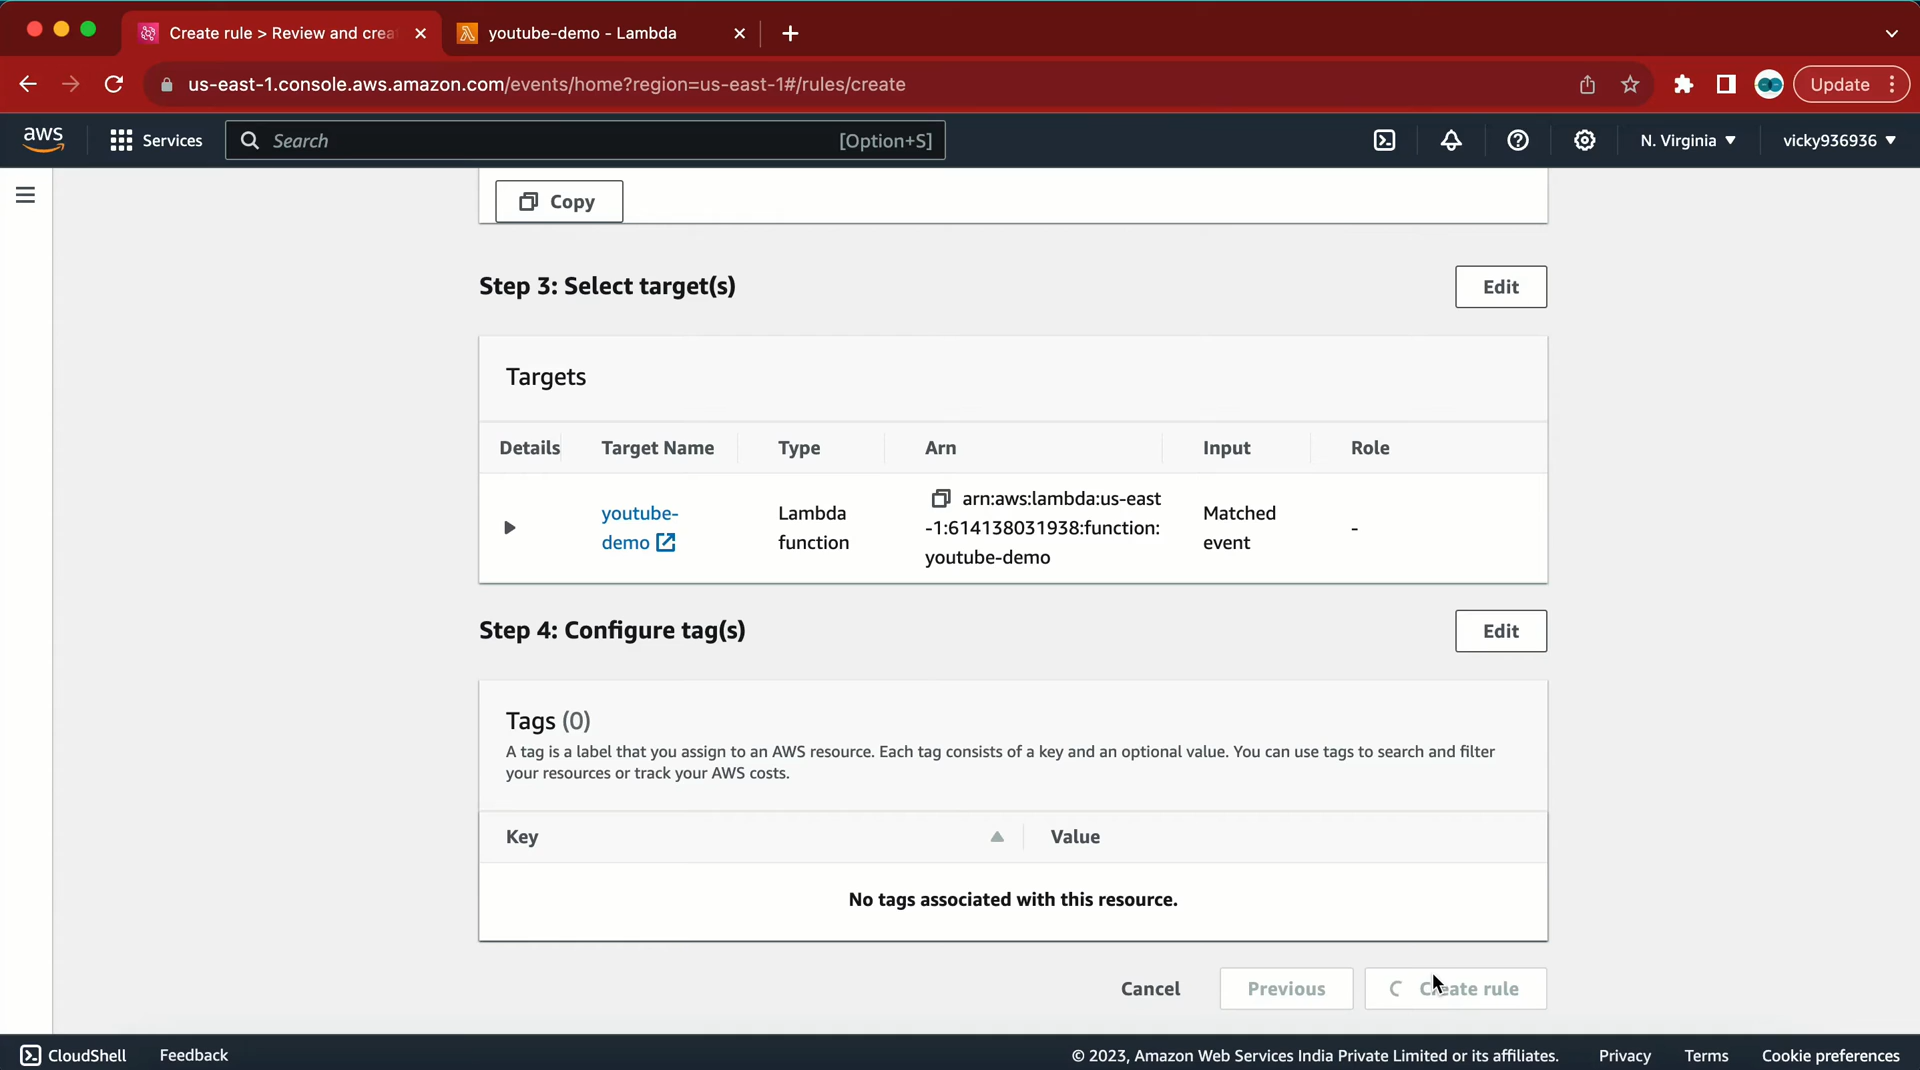 Create rule > Review and crea
youtube-demo - Lambda
us-east-1.console.aws.amazon.com/events/home?region=us-east-1#/rules/create
Update
aws
Services
Search
[Option+S]
N. Virginia
vicky936936
Copy
Step 3: Select target(s)
Edit
Targets
Details Target Name Type Arn Input Role
youtube-
demo
Lambda
function
arn:aws:lambda:us-east
-1:614138031938:function:
youtube-demo
Matched
event
-
Step 4: Configure tag(s)
Edit
Tags (0)
A tag is a label that you assign to an AWS resource. Each tag consists of a key and an optional value. You can use tags to search and filter
your resources or track your AWS costs.
Key Value
No tags associated with this resource.
Cancel
Previous
Create rule
CloudShell
Feedback
© 2023, Amazon Web Services India Private Limited or its affiliates.
Privacy
Terms
Cookie preferences